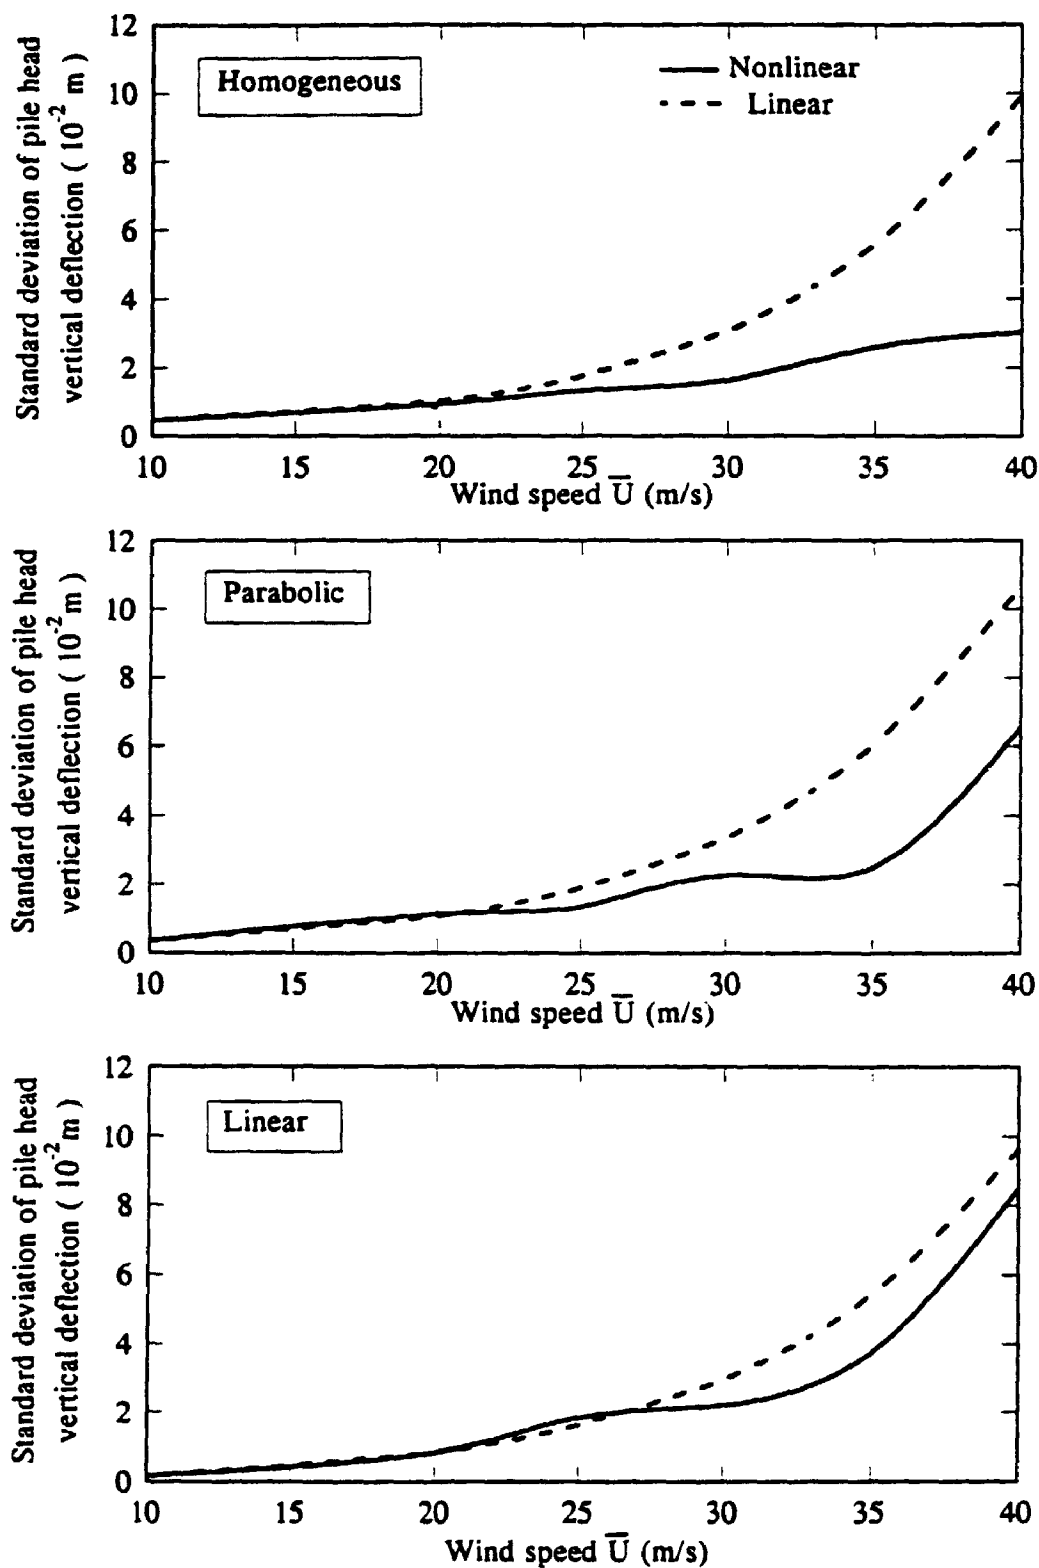 Standard deviation of pile head
vertical deflection ( 10⁻² m )
12
10
8
6
4
2
0
Homogeneous
Nonlinear
Linear
10 15 20 25 30 35 40
Wind speed U̅ (m/s)
Standard deviation of pile head
vertical deflection ( 10⁻² m )
12
10
8
6
4
2
0
Parabolic
10 15 20 25 30 35 40
Wind speed U̅ (m/s)
Standard deviation of pile head
vertical deflection ( 10⁻² m )
12
10
8
6
4
2
0
Linear
10 15 20 25 30 35 40
Wind speed U̅ (m/s)